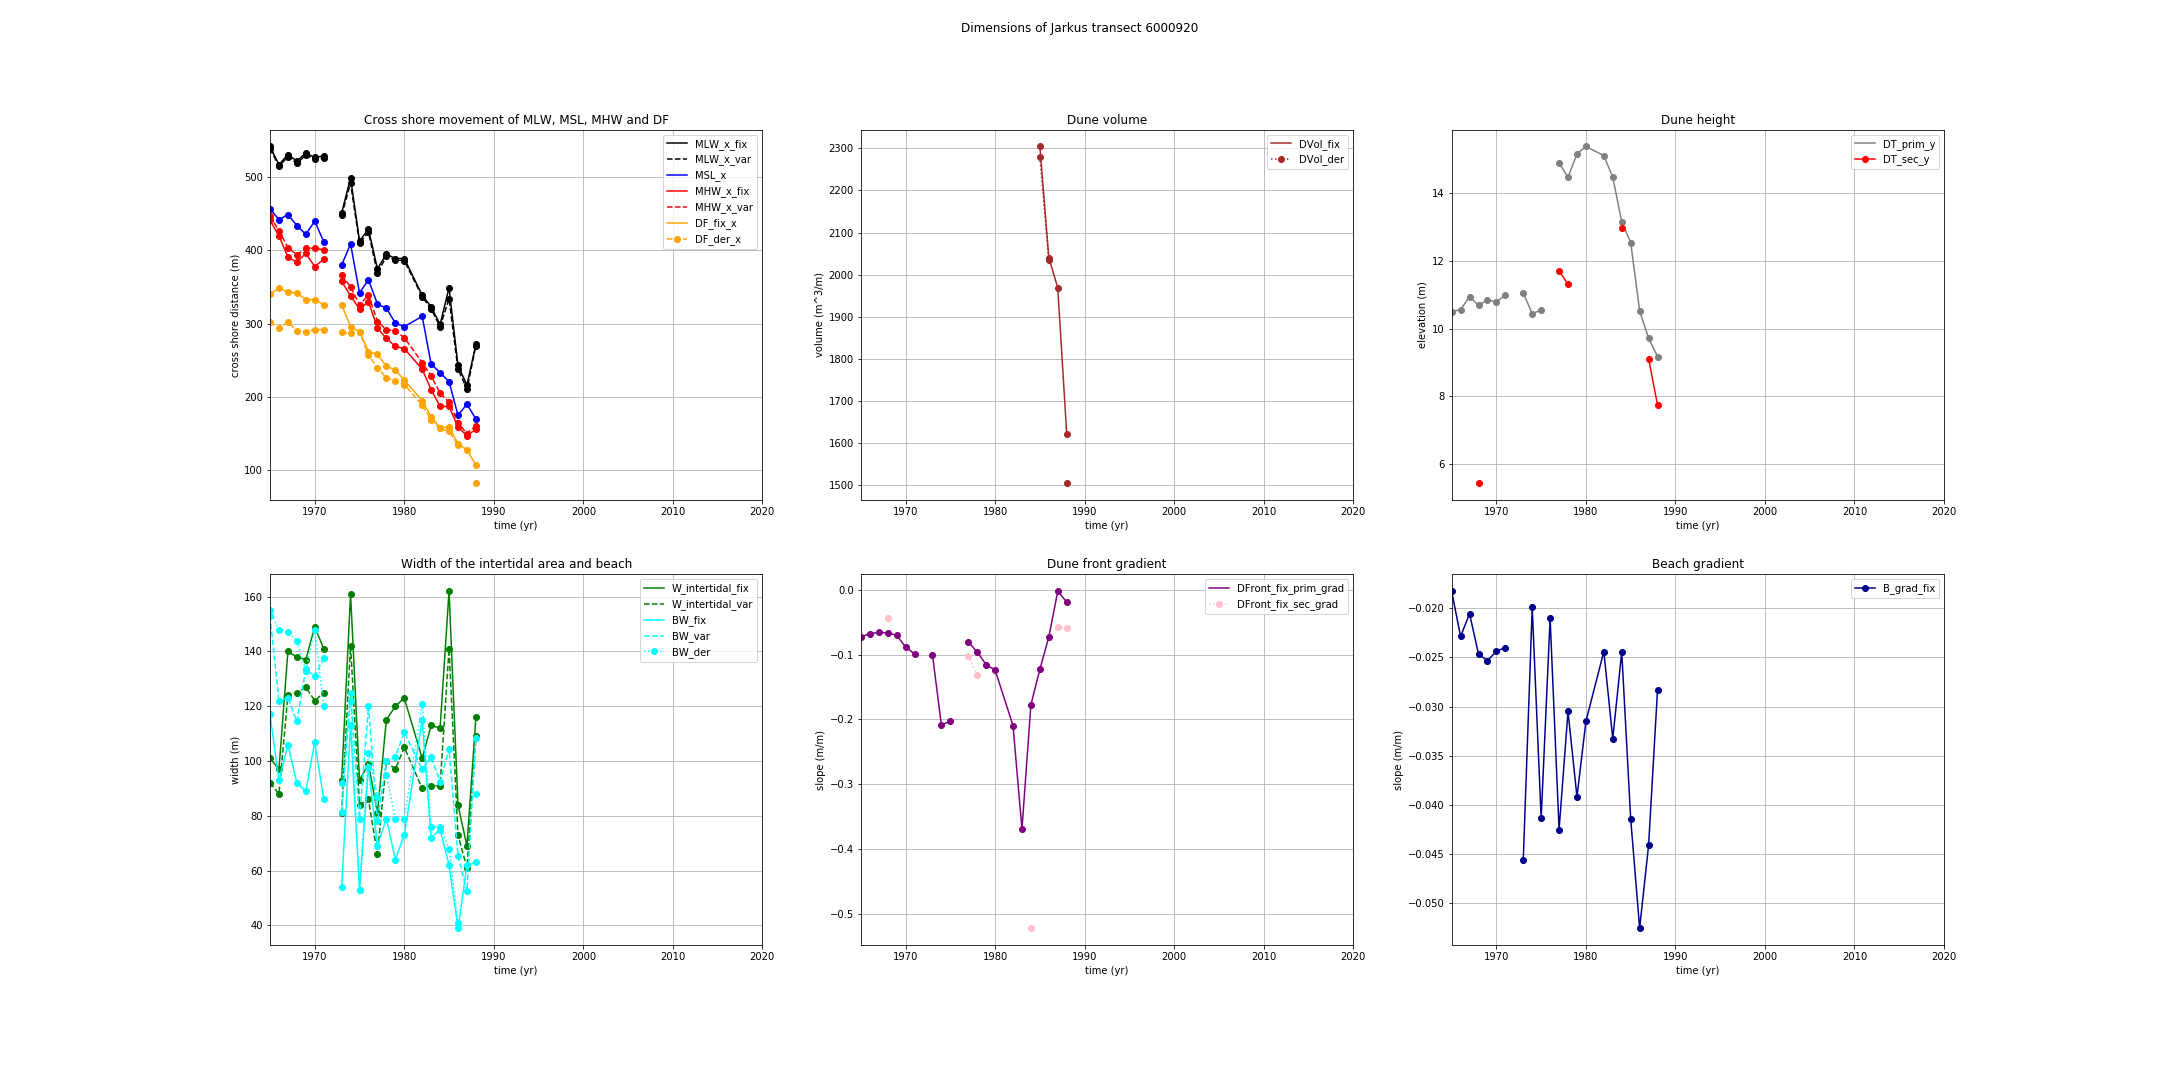 Dimensions of Jarkus transect 6000920
Cross shore movement of MLW, MSL, MHW and DF
cross shore distance (m)
500
400
300
200
100
1970 1980 1990 2000 2010 2020
time (yr)
MLW_x_fix
MLW_x_var
MSL_x
MHW_x_fix
MHW_x_var
DF_fix_x
DF_der_x
Dune volume
volume (m^3/m)
2300
2200
2100
2000
1900
1800
1700
1600
1500
1970 1980 1990 2000 2010 2020
time (yr)
DVol_fix
DVol_der
Dune height
elevation (m)
14
12
10
8
6
1970 1980 1990 2000 2010 2020
time (yr)
DT_prim_y
DT_sec_y
Width of the intertidal area and beach
width (m)
160
140
120
100
80
60
40
1970 1980 1990 2000 2010 2020
time (yr)
W_intertidal_fix
W_intertidal_var
BW_fix
BW_var
BW_der
Dune front gradient
slope (m/m)
0.0
−0.1
−0.2
−0.3
−0.4
−0.5
1970 1980 1990 2000 2010 2020
time (yr)
DFront_fix_prim_grad
DFront_fix_sec_grad
Beach gradient
slope (m/m)
−0.020
−0.025
−0.030
−0.035
−0.040
−0.045
−0.050
1970 1980 1990 2000 2010 2020
time (yr)
B_grad_fix